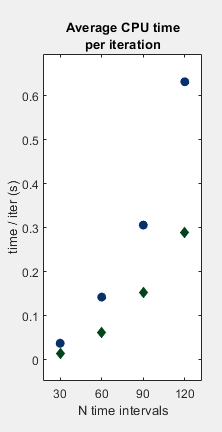 Average CPU time
per iteration
0.6
0.5
0.4
0.3
0.2
0.1
0
time / iter (s)
30 60 90 120
N time intervals